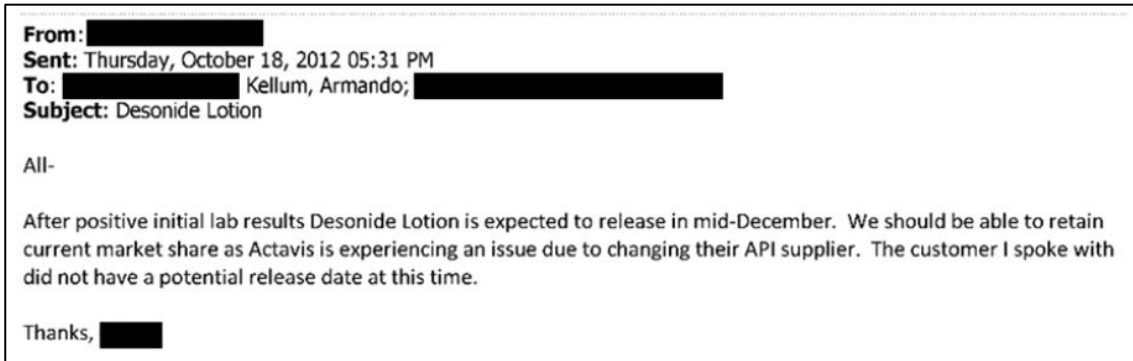 From:
Sent: Thursday, October 18, 2012 05:31 PM
To: Kellum, Armando;
Subject: Desonide Lotion
All-
After positive initial lab results Desonide Lotion is expected to release in mid-December. We should be able to retain
current market share as Actavis is experiencing an issue due to changing their API supplier. The customer I spoke with
did not have a potential release date at this time.
Thanks,